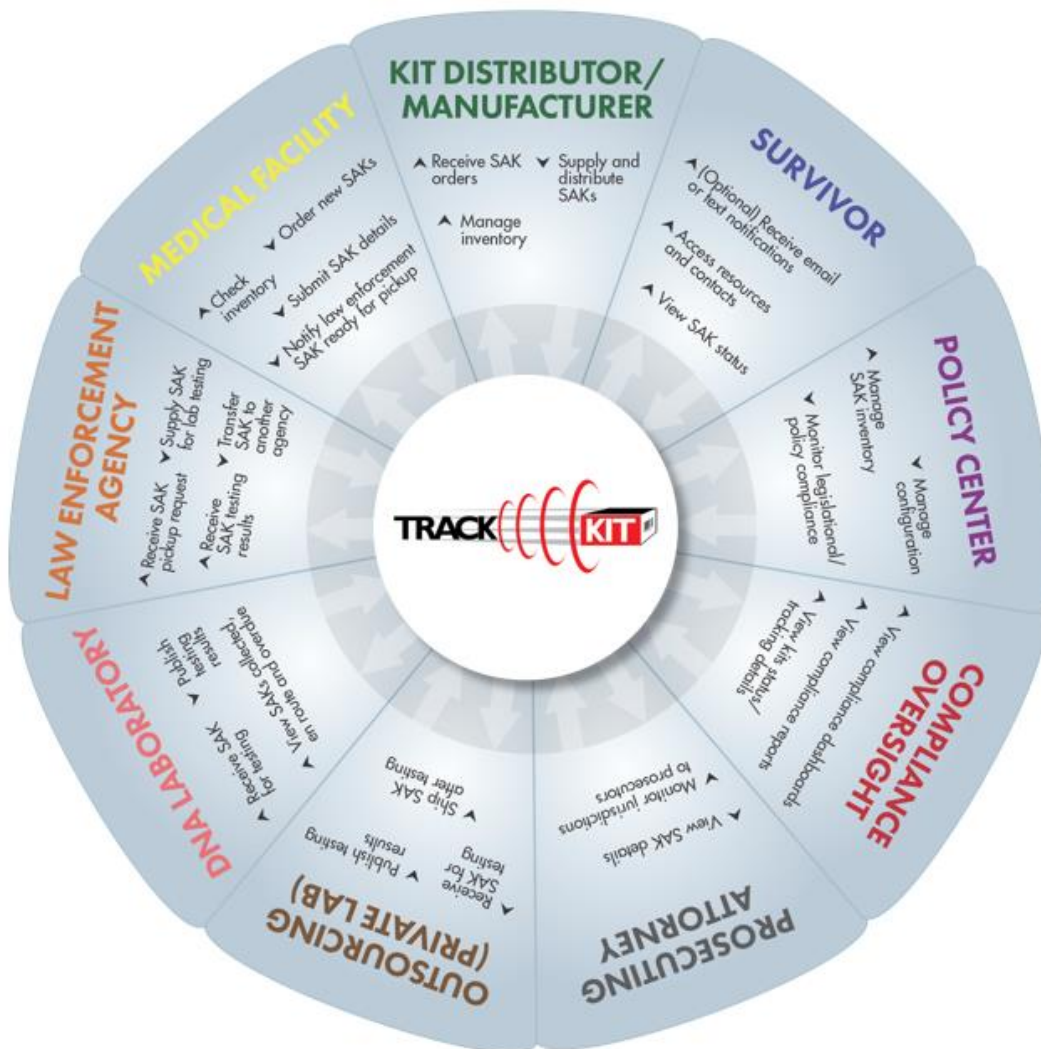 KIT DISTRIBUTOR/
MANUFACTURER
Receive SAK
orders
Supply and
distribute
SAKs
Manage
inventory
SURVIVOR
(Optional) Receive email
or text notifications
Access resources
and contacts
View SAK status
POLICY CENTER
Manage
SAK inventory
Monitor legislational/
policy compliance
Manage
configuration
COMPLIANCE
OVERSIGHT
View compliance dashboards
View compliance reports
View kits status/
tracking details
PROSECUTING
ATTORNEY
View SAK details
Monitor jurisdictions
to prosecutors
OUTSOURCING
(PRIVATE LAB)
Receive
SAK for
testing
Publish testing
results
Ship SAK
after testing
DNA LABORATORY
Receive SAK
for testing
Publish
testing
results
View SAKs collected,
en route and overdue
LAW ENFORCEMENT
AGENCY
Receive SAK
pickup request
Supply SAK
for lab testing
Receive
SAK testing
results
Transfer
SAK to
another
agency
MEDICAL FACILITY
Order new SAKs
Check
inventory
Submit SAK details
Notify law enforcement
SAK ready for pickup
TRACK KIT